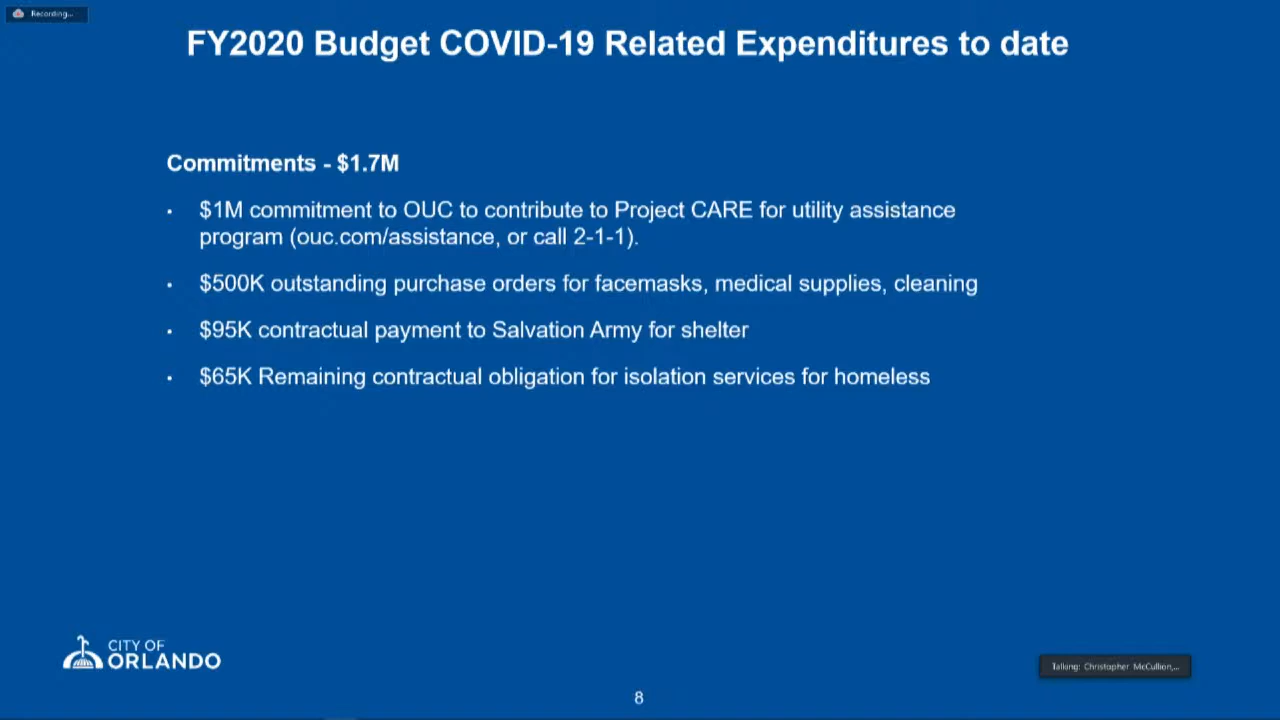 Recording...
FY2020 Budget COVID-19 Related Expenditures to date
Commitments - $1.7M
• $1M commitment to OUC to contribute to Project CARE for utility assistance
program (ouc.com/assistance, or call 2-1-1).
• $500K outstanding purchase orders for facemasks, medical supplies, cleaning
• $95K contractual payment to Salvation Army for shelter
• $65K Remaining contractual obligation for isolation services for homeless
CITY OF
ORLANDO
Talking: Christopher McCullion,...
8